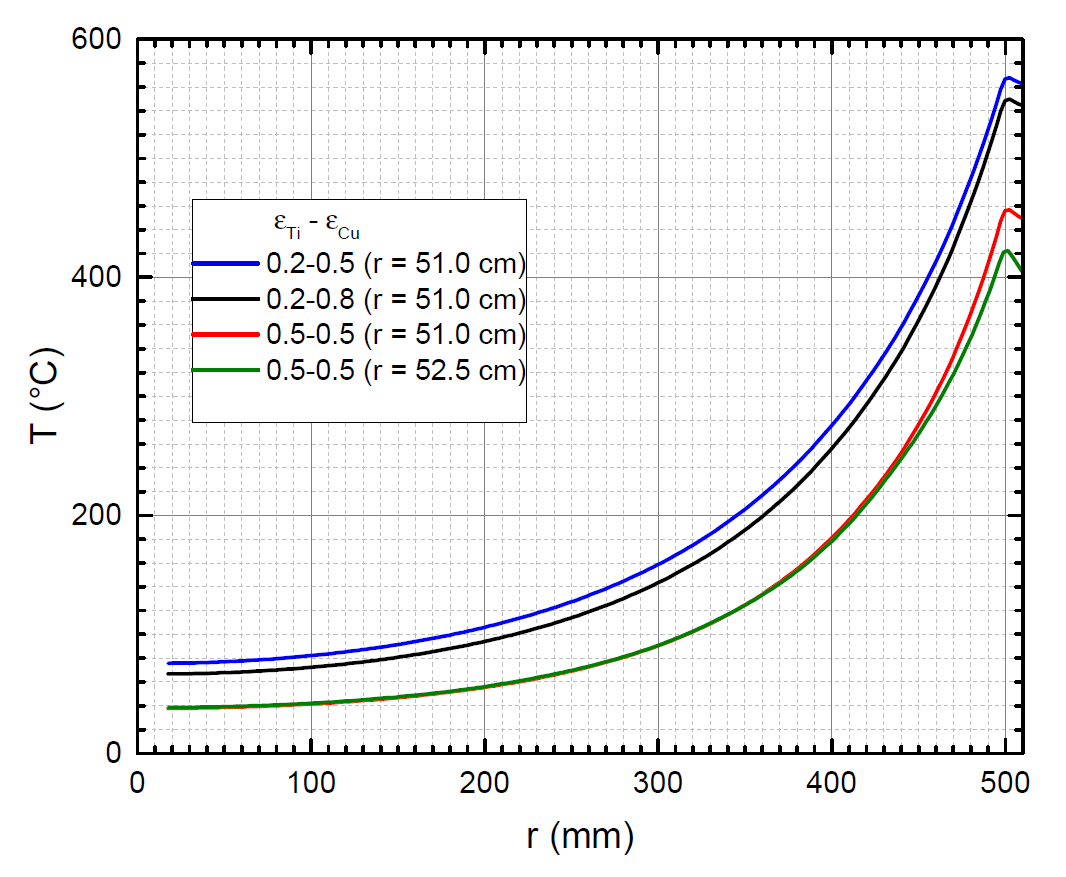 600
400
200
0
T (°C)
εTi - εCu
0.2-0.5 (r = 51.0 cm)
0.2-0.8 (r = 51.0 cm)
0.5-0.5 (r = 51.0 cm)
0.5-0.5 (r = 52.5 cm)
0 100 200 300 400 500
r (mm)